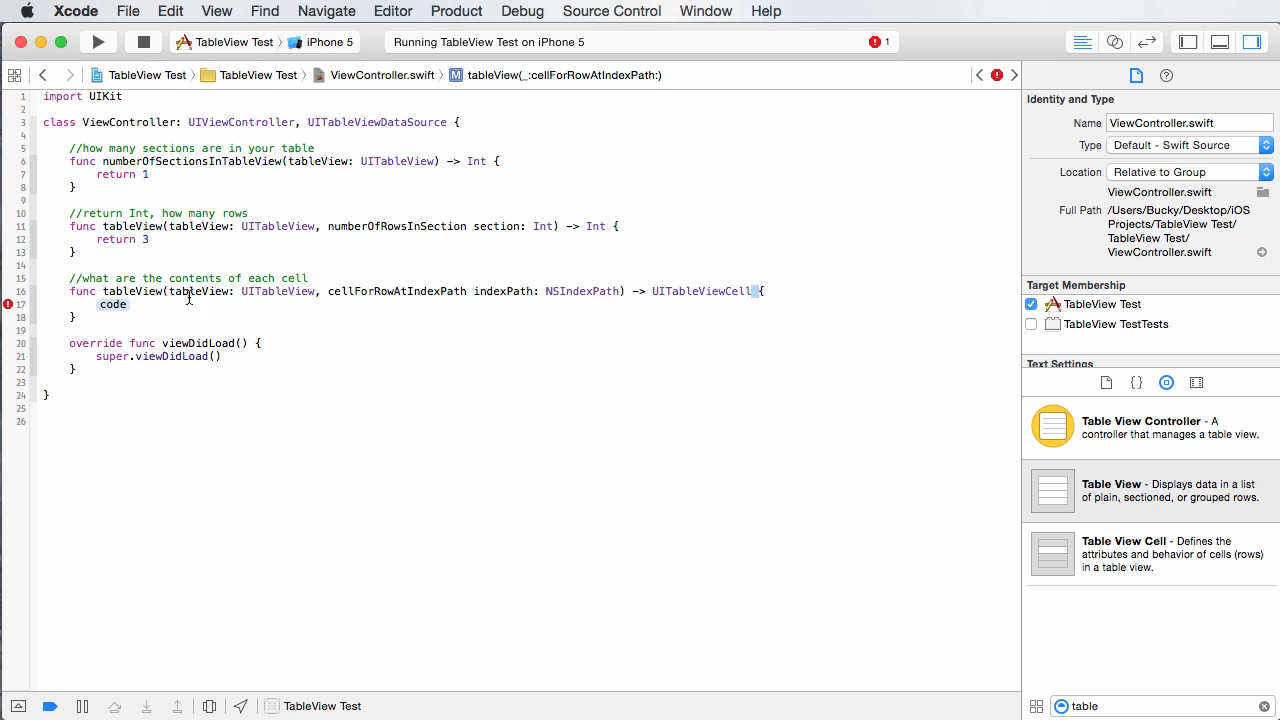 Xcode File Edit View Find Navigate Editor Product Debug Source Control Window Help
TableView Test iPhone 5 Running TableView Test on iPhone 5 1
TableView Test TableView Test ViewController.swift M tableView(_:cellForRowAtIndexPath:)
1 import UIKit
2
3 class ViewController: UIViewController, UITableViewDataSource {
4
5 //how many sections are in your table
6 func numberOfSectionsInTableView(tableView: UITableView) -> Int {
7 return 1
8 }
9
10 //return Int, how many rows
11 func tableView(tableView: UITableView, numberOfRowsInSection section: Int) -> Int {
12 return 3
13 }
14
15 //what are the contents of each cell
16 func tableView(tableView: UITableView, cellForRowAtIndexPath indexPath: NSIndexPath) -> UITableViewCell {
17 code
18 }
19
20 override func viewDidLoad() {
21 super.viewDidLoad()
22 }
23
24 }
25
26
TableView Test
Identity and Type
Name ViewController.swift
Type Default - Swift Source
Location Relative to Group
ViewController.swift
Full Path /Users/Bucky/Desktop/iOS
Projects/TableView Test/
TableView Test/
ViewController.swift
Target Membership
TableView Test
TableView TestTests
Text Settings
Table View Controller - A
controller that manages a table view.
Table View - Displays data in a list
of plain, sectioned, or grouped rows.
Table View Cell - Defines the
attributes and behavior of cells (rows)
in a table view.
table